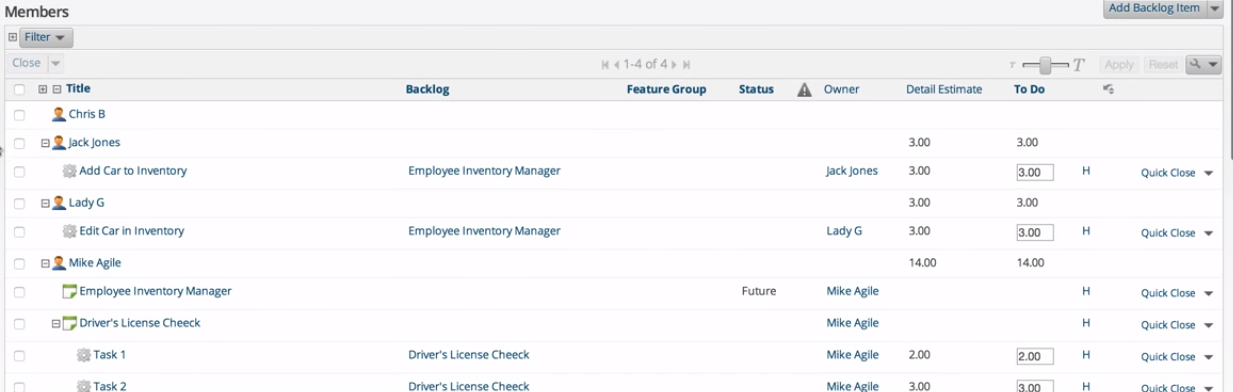 Members Add Backlog Item
Filter
Close 1-4 of 4 T T Apply Reset
Title Backlog Feature Group Status Owner Detail Estimate To Do
Chris B
Jack Jones 3.00 3.00
Add Car to Inventory Employee Inventory Manager Jack Jones 3.00 3.00 H Quick Close
Lady G 3.00 3.00
Edit Car in Inventory Employee Inventory Manager Lady G 3.00 3.00 H Quick Close
Mike Agile 14.00 14.00
Employee Inventory Manager Future Mike Agile H Quick Close
Driver's License Cheeck Mike Agile H Quick Close
Task 1 Driver's License Cheeck Mike Agile 2.00 2.00 H Quick Close
Task 2 Driver's License Cheeck Mike Agile 3.00 3.00 H Quick Close